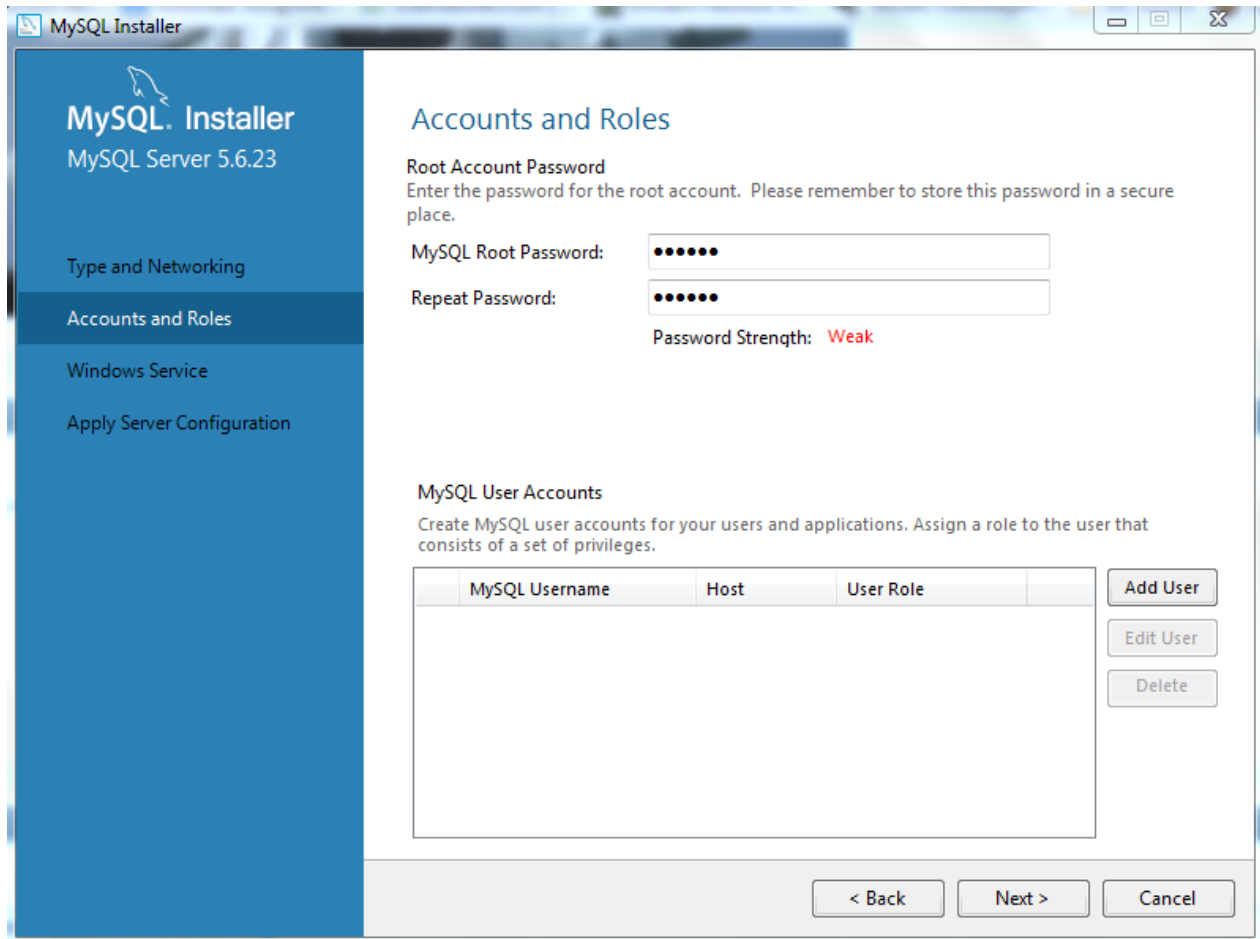 MySQL Installer
MySQL. Installer
MySQL Server 5.6.23
Type and Networking
Accounts and Roles
Windows Service
Apply Server Configuration
Accounts and Roles
Root Account Password
Enter the password for the root account.  Please remember to store this password in a secure
place.
MySQL Root Password: ●●●●●●
Repeat Password: ●●●●●●
Password Strength: Weak
MySQL User Accounts
Create MySQL user accounts for your users and applications. Assign a role to the user that
consists of a set of privileges.
MySQL Username Host User Role
Add User
Edit User
Delete
< Back Next > Cancel